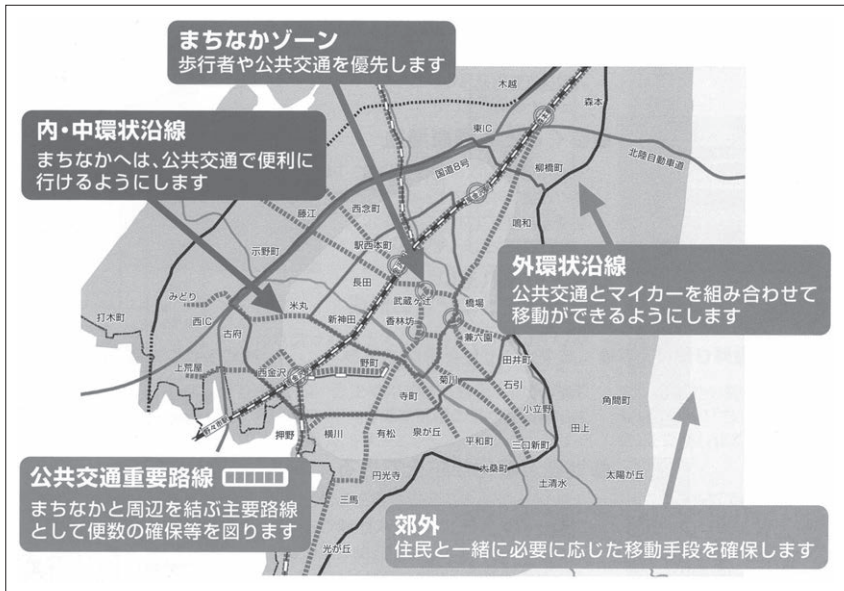 まちなかゾーン
歩行者や公共交通を優先します
内・中環状沿線
まちなかへは、公共交通で便利に
行けるようにします
木越
森本
東IC
北陸自動車道
国道8号
柳橋町
藤江
西念町
鳴和
示野町
駅西本町
外環状沿線
公共交通とマイカーを組み合わせて
移動ができるようにします
長田
みどり
米丸
武蔵ヶ辻
橋場
打木町
西IC
古府
新神田
香林坊
兼六園
上荒屋
西金沢
野町
田井町
菊川
石引
寺町
小立野
角間町
押野
横川
有松
泉が丘
平和町
三口新町
田上
公共交通重要路線
まちなかと周辺を結ぶ主要路線
として便数の確保等を図ります
円光寺
大桑町
土清水
太陽が丘
三馬
光が丘
郊外
住民と一緒に必要に応じた移動手段を確保します